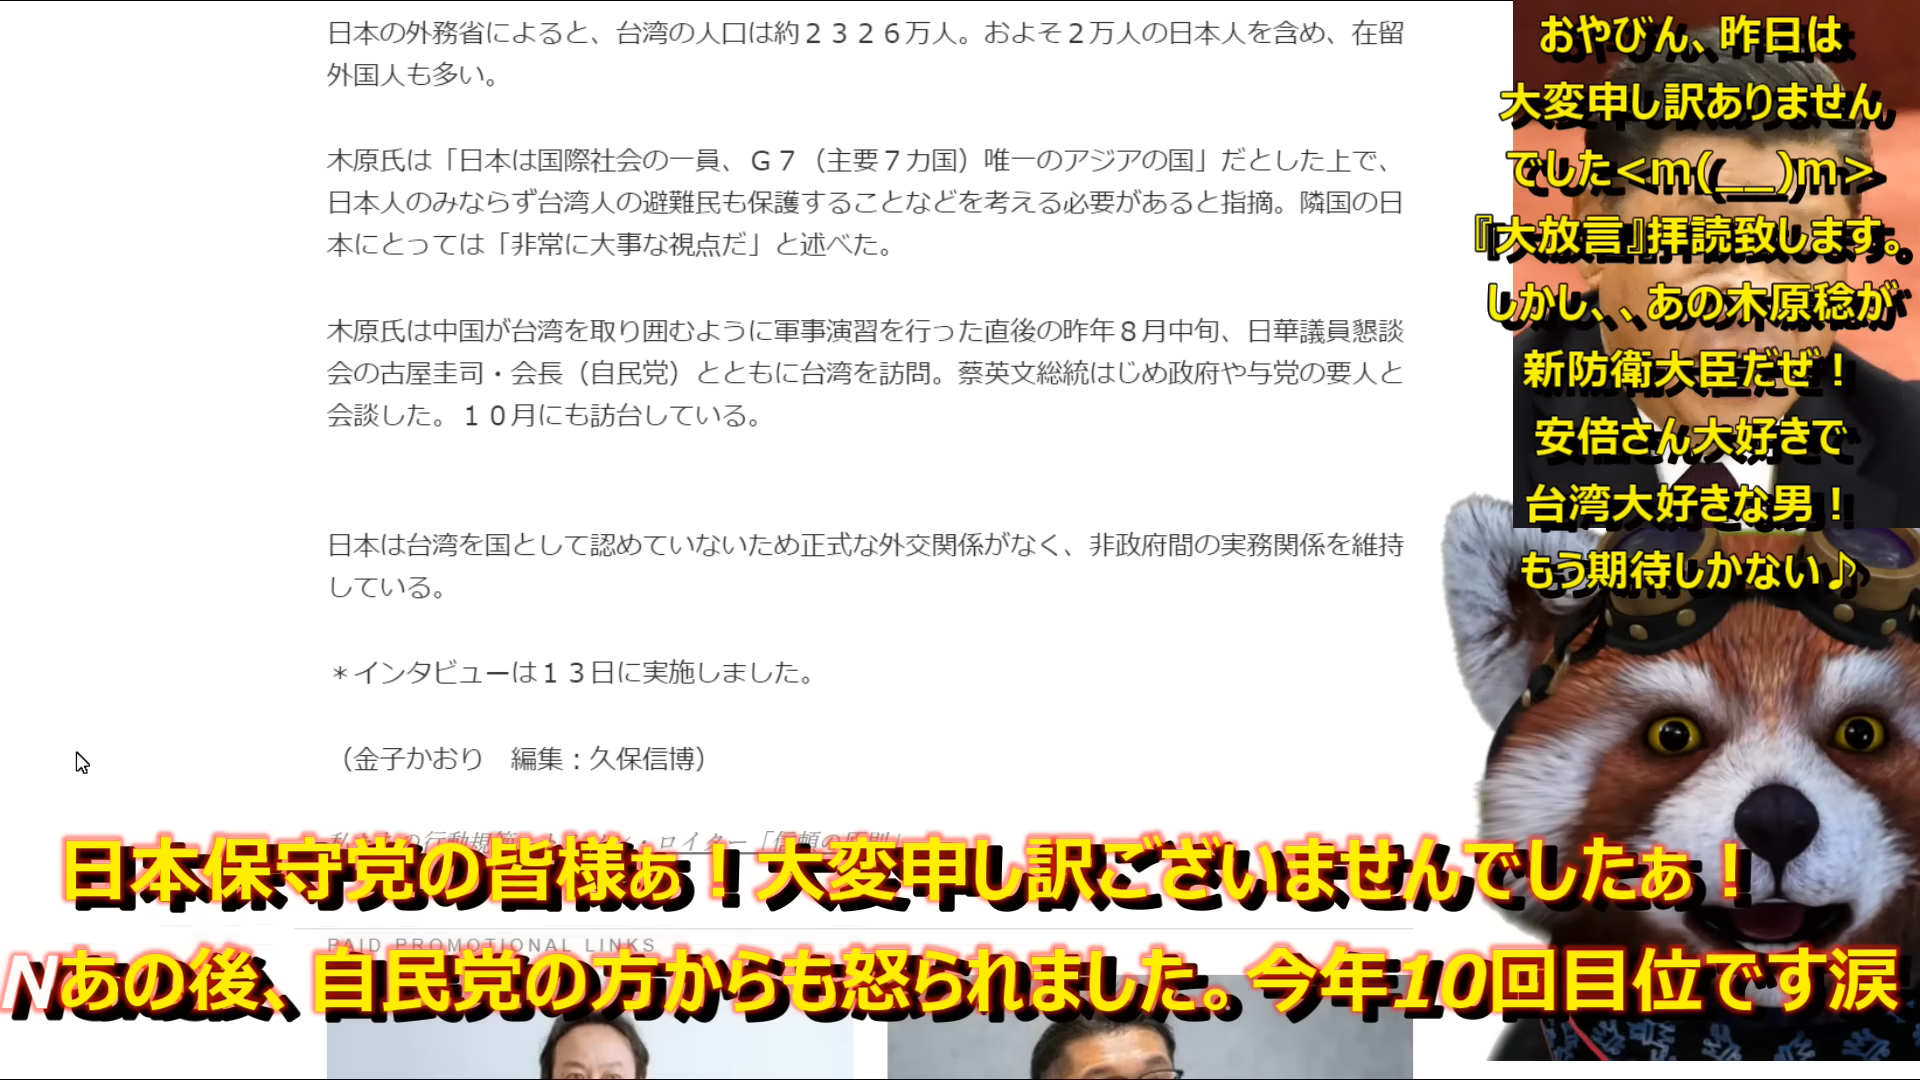 日本の外務省によると、台湾の人口は約２３２６万人。およそ２万人の日本人を含め、在留
外国人も多い。
木原氏は「日本は国際社会の一員、Ｇ７（主要７カ国）唯一のアジアの国」だとした上で、
日本人のみならず台湾人の避難民も保護することなどを考える必要があると指摘。隣国の日
本にとっては「非常に大事な視点だ」と述べた。
木原氏は中国が台湾を取り囲むように軍事演習を行った直後の昨年８月中旬、日華議員懇談
会の古屋圭司・会長（自民党）とともに台湾を訪問。蔡英文総統はじめ政府や与党の要人と
会談した。１０月にも訪台している。
日本は台湾を国として認めていないため正式な外交関係がなく、非政府間の実務関係を維持
している。
＊インタビューは１３日に実施しました。
（金子かおり　編集：久保信博）
ロイター「信頼の原則」
日本保守党の皆様ぁ！大変申し訳ございませんでしたぁ！
PAID PROMOTIONAL LINKS
Nあの後、自民党の方からも怒られました。今年10回目位です涙
おやびん、昨日は
大変申し訳ありません
でした<m(__)m>
『大放言』拝読致します。
しかし、、あの木原稔が
新防衛大臣だぜ！
安倍さん大好きで
台湾大好きな男！
もう期待しかない♪